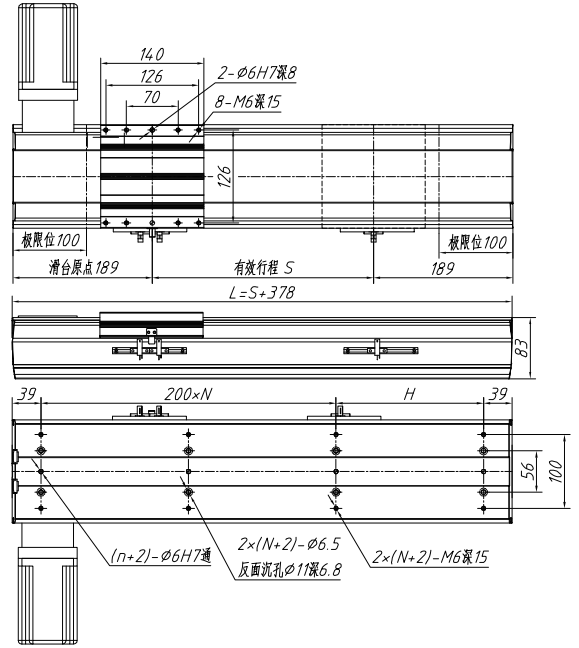 140
126
2-Φ6H7深8
70
8-M6深15
126
极限位100
极限位100
滑台原点189
有效行程 S
189
L=S+378
83
39
200×N
H
39
56
100
(n+2)-Φ6H7通
2×(N+2)-Φ6.5
反面沉孔Φ11深6.8
2×(N+2)-M6深15